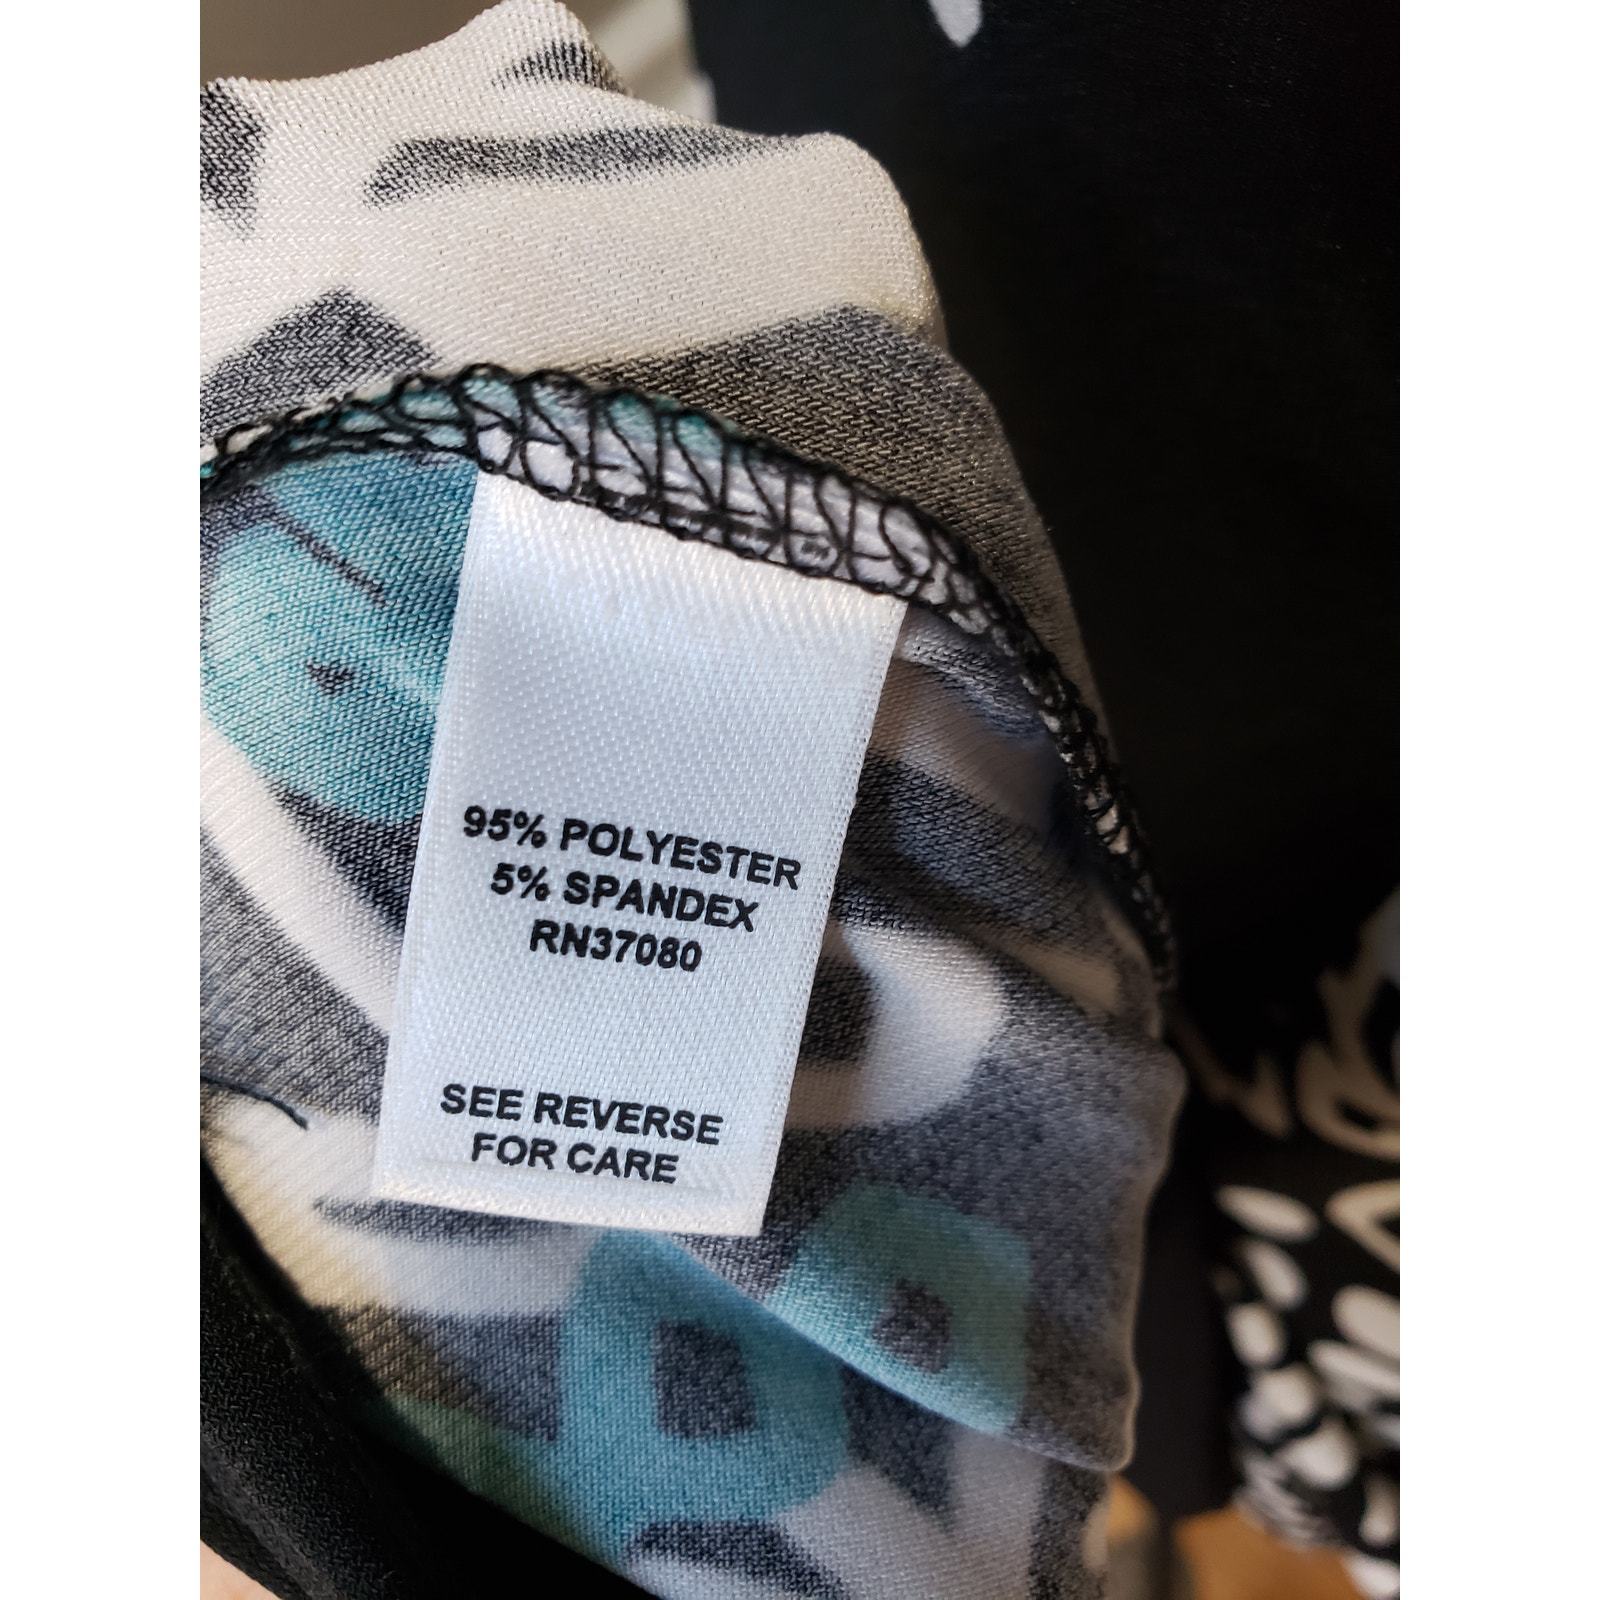 95% POLYESTER
5% SPANDEX
RN37080
SEE REVERSE
FOR CARE